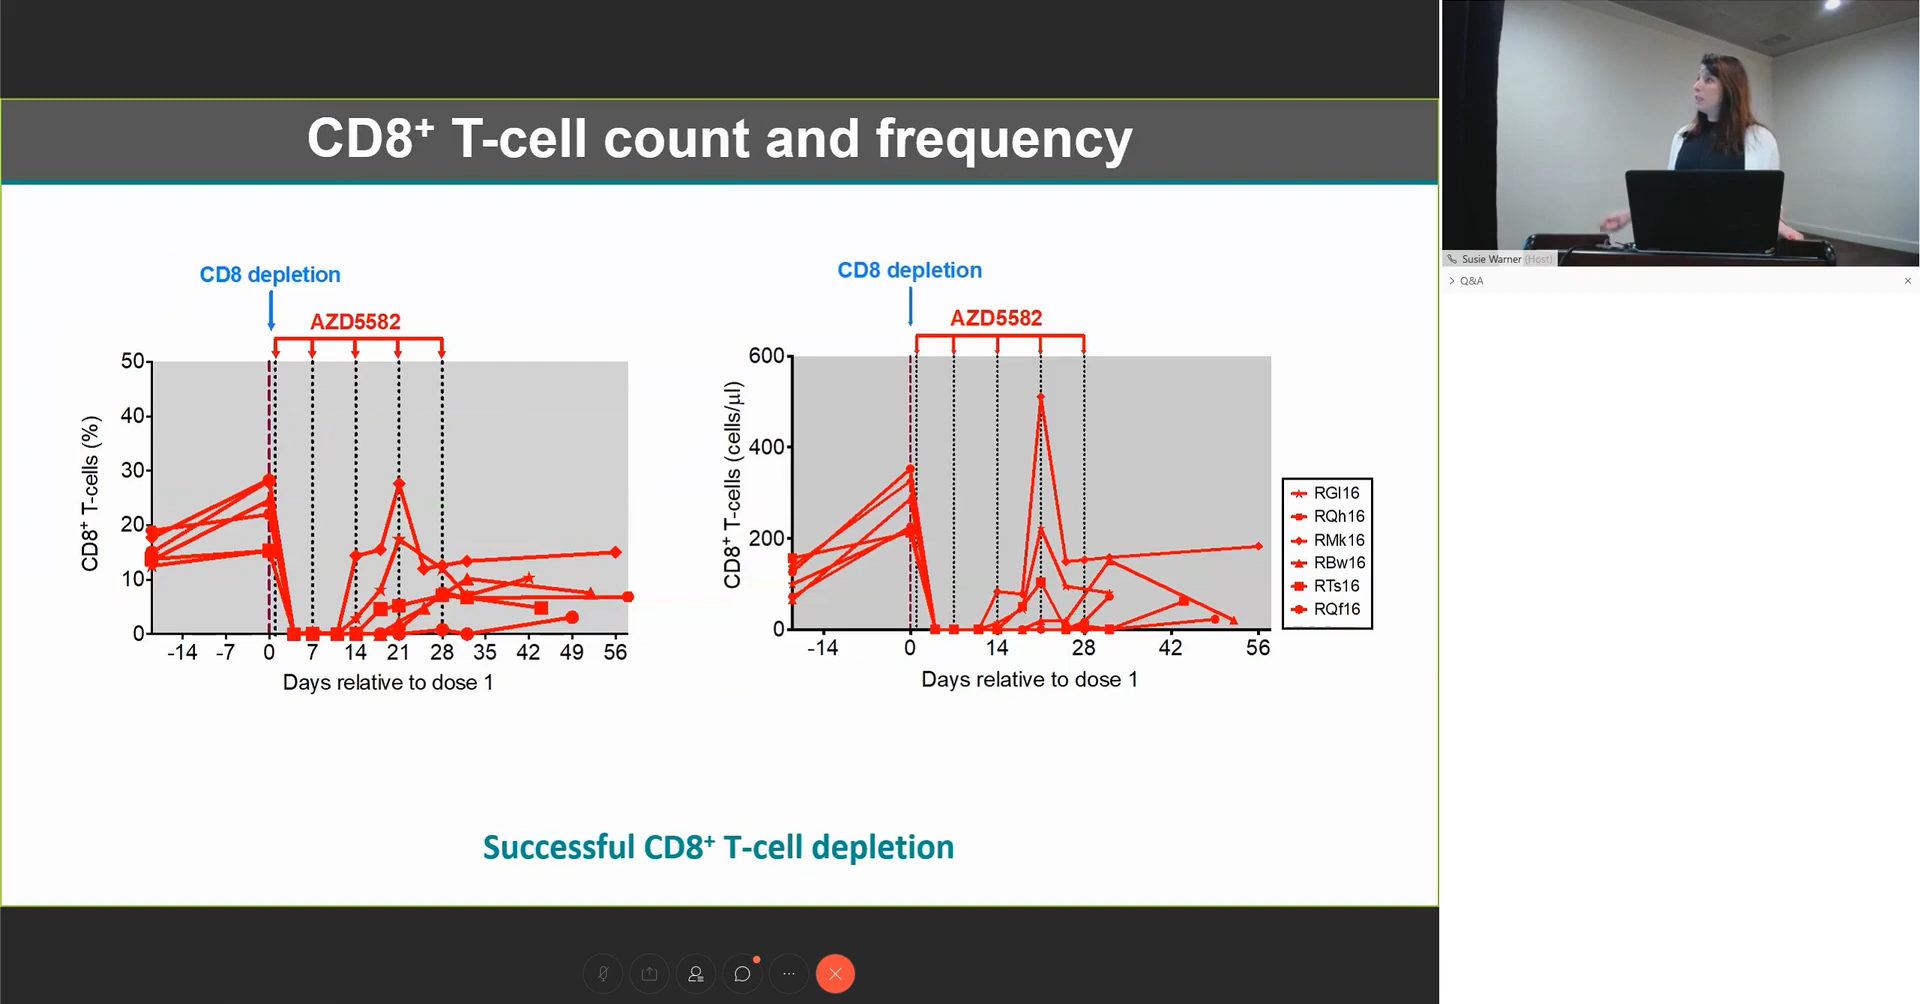 CD8⁺ T-cell count and frequency
CD8 depletion
AZD5582
50
40
30
20
10
0
CD8⁺ T-cells (%)
-14 -7 0 7 14 21 28 35 42 49 56
Days relative to dose 1
CD8 depletion
AZD5582
600
400
200
0
CD8⁺ T-cells (cells/µl)
-14 0 14 28 42 56
Days relative to dose 1
RGl16
RQh16
RMk16
RBw16
RTs16
RQf16
Successful CD8⁺ T-cell depletion
Susie Warner (Host)
Q&A